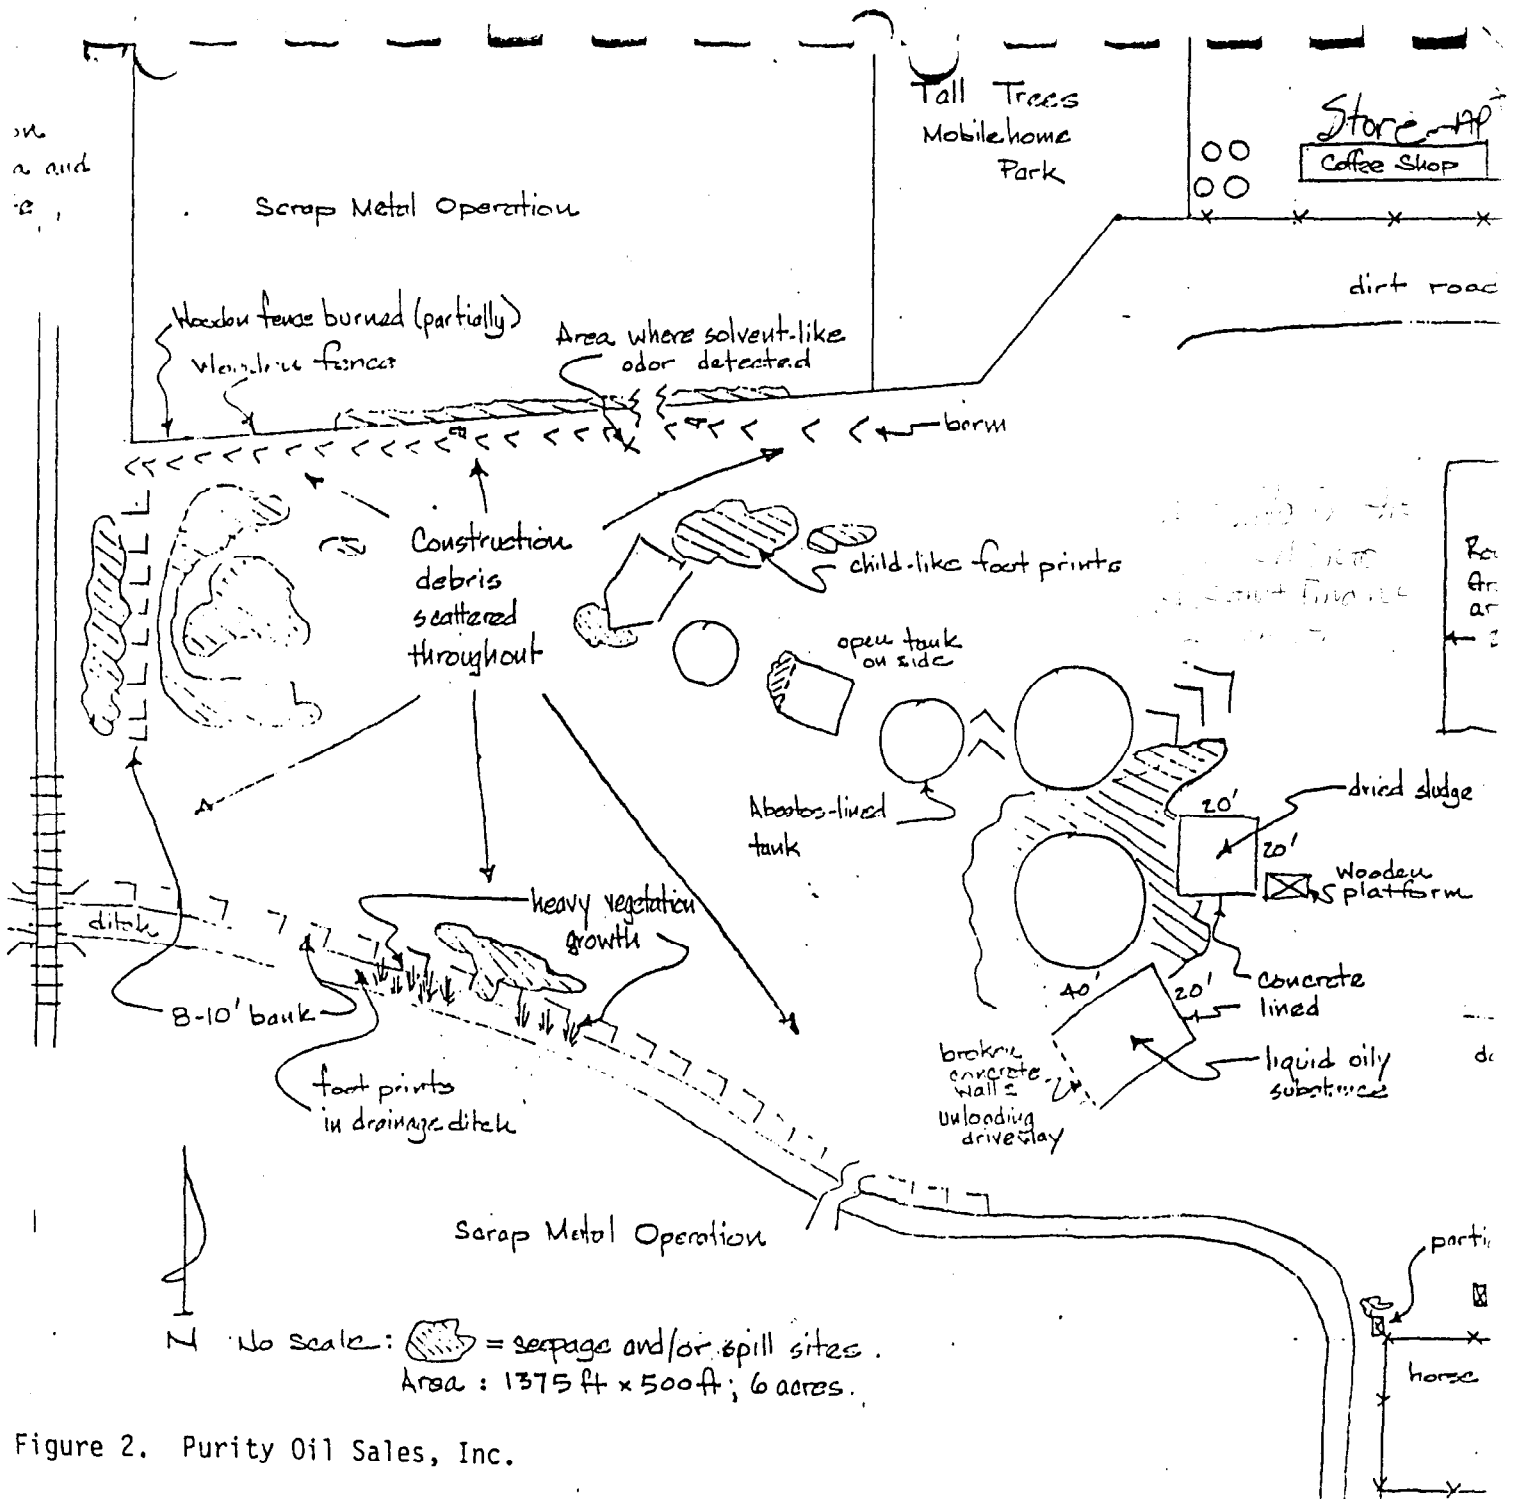 Tall Trees
Mobilehome
Park
Store
Coffee Shop
and
Scrap Metal Operation
dirt road
Wooden fence burned (partially)
Area where solvent-like
odor detected
berm
Construction
debris
scattered
throughout
child-like foot prints
open tank
on side
Abestos-lined
tank
20'
20'
dried sludge
Wooden
platform
ditch
heavy vegetation
growth
8-10' bank
40'
20'
Concrete
lined
foot prints
in drainage ditch
broken
concrete
walls
unloading
driveway
liquid oily
substance
Scrap Metal Operation
parti
horse
N
No Scale: = seepage and/or spill sites.
Area: 1375 ft x 500 ft; 6 acres.
Figure 2. Purity Oil Sales, Inc.